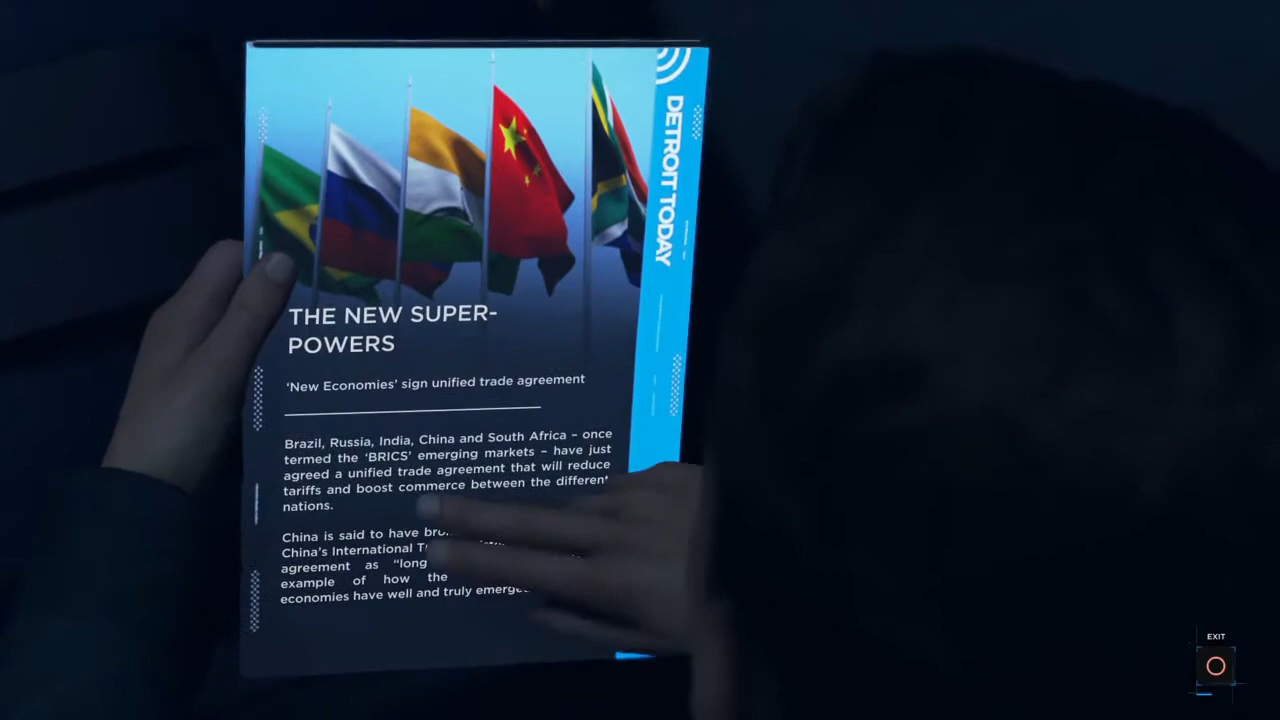 DETROIT TODAY
THE NEW SUPER-
POWERS
‘New Economies’ sign unified trade agreement
Brazil, Russia, India, China and South Africa – once
termed the ‘BRICS’ emerging markets – have just
agreed a unified trade agreement that will reduce
tariffs and boost commerce between the different
nations.
China is said to have
China's International
agreement as “long
example of how the
economies have well and truly
EXIT